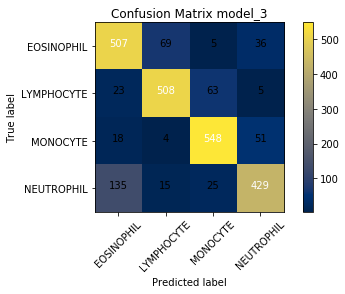 Confusion Matrix model_3
EOSINOPHIL 507 69 5 36
LYMPHOCYTE 23 508 63 5
MONOCYTE 18 4 548 51
NEUTROPHIL 135 15 25 429
EOSINOPHIL LYMPHOCYTE MONOCYTE NEUTROPHIL
True label
Predicted label
500
400
300
200
100